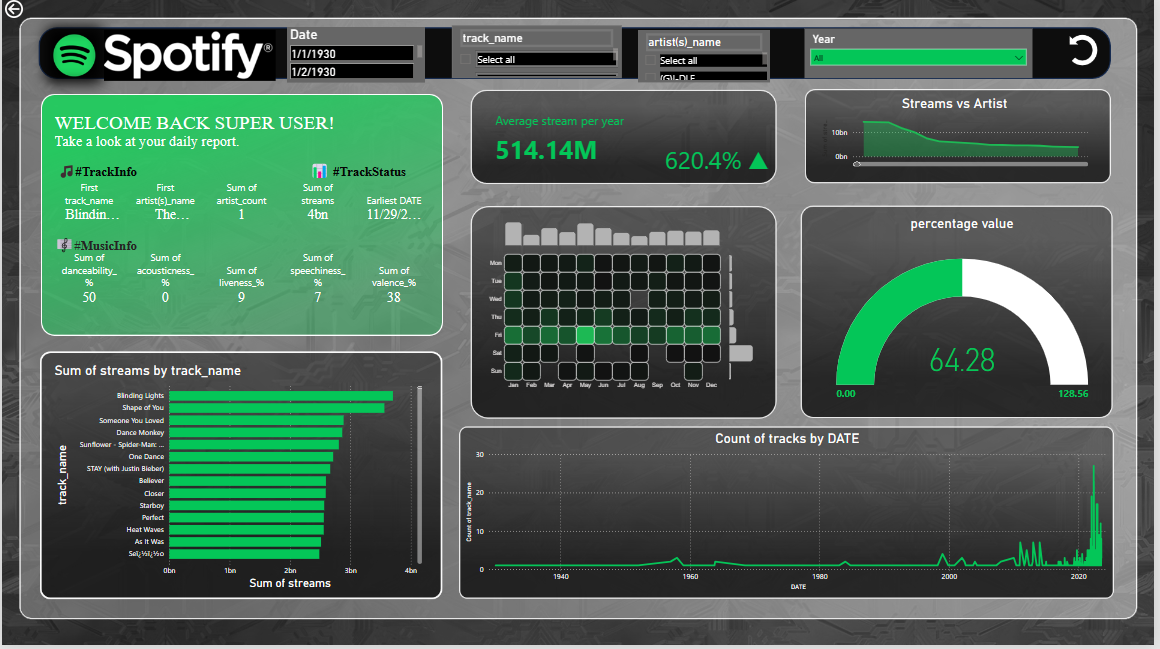 Spotify®
Date
1/1/1930
1/2/1930
track_name
Select all
artist(s)_name
Select all
(G)I-DLE
Year
All
WELCOME BACK SUPER USER!
Take a look at your daily report.
#TrackInfo
#TrackStatus
First track_name
First artist(s)_name
Sum of artist_count
Sum of streams
Earliest DATE
Blindin...
The...
1
4bn
11/29/2...
#MusicInfo
Sum of danceability_%
Sum of acousticness_%
Sum of liveness_%
Sum of speechiness_%
Sum of valence_%
50
0
9
7
38
Average stream per year
514.14M
620.4%
Streams vs Artist
10bn
0bn
Mon
Tue
Wed
Thu
Fri
Sat
Sun
Jan Feb Mar Apr May Jun Jul Aug Sep Oct Nov Dec
percentage value
64.28
0.00
128.56
Sum of streams by track_name
track_name
Blinding Lights
Shape of You
Someone You Loved
Dance Monkey
Sunflower - Spider-Man: ...
One Dance
STAY (with Justin Bieber)
Believer
Closer
Starboy
Perfect
Heat Waves
As It Was
Seï¿½ï¿½o
0bn 1bn 2bn 3bn 4bn
Sum of streams
Count of tracks by DATE
Count of track_name
30
20
10
0
1940 1960 1980 2000 2020
DATE